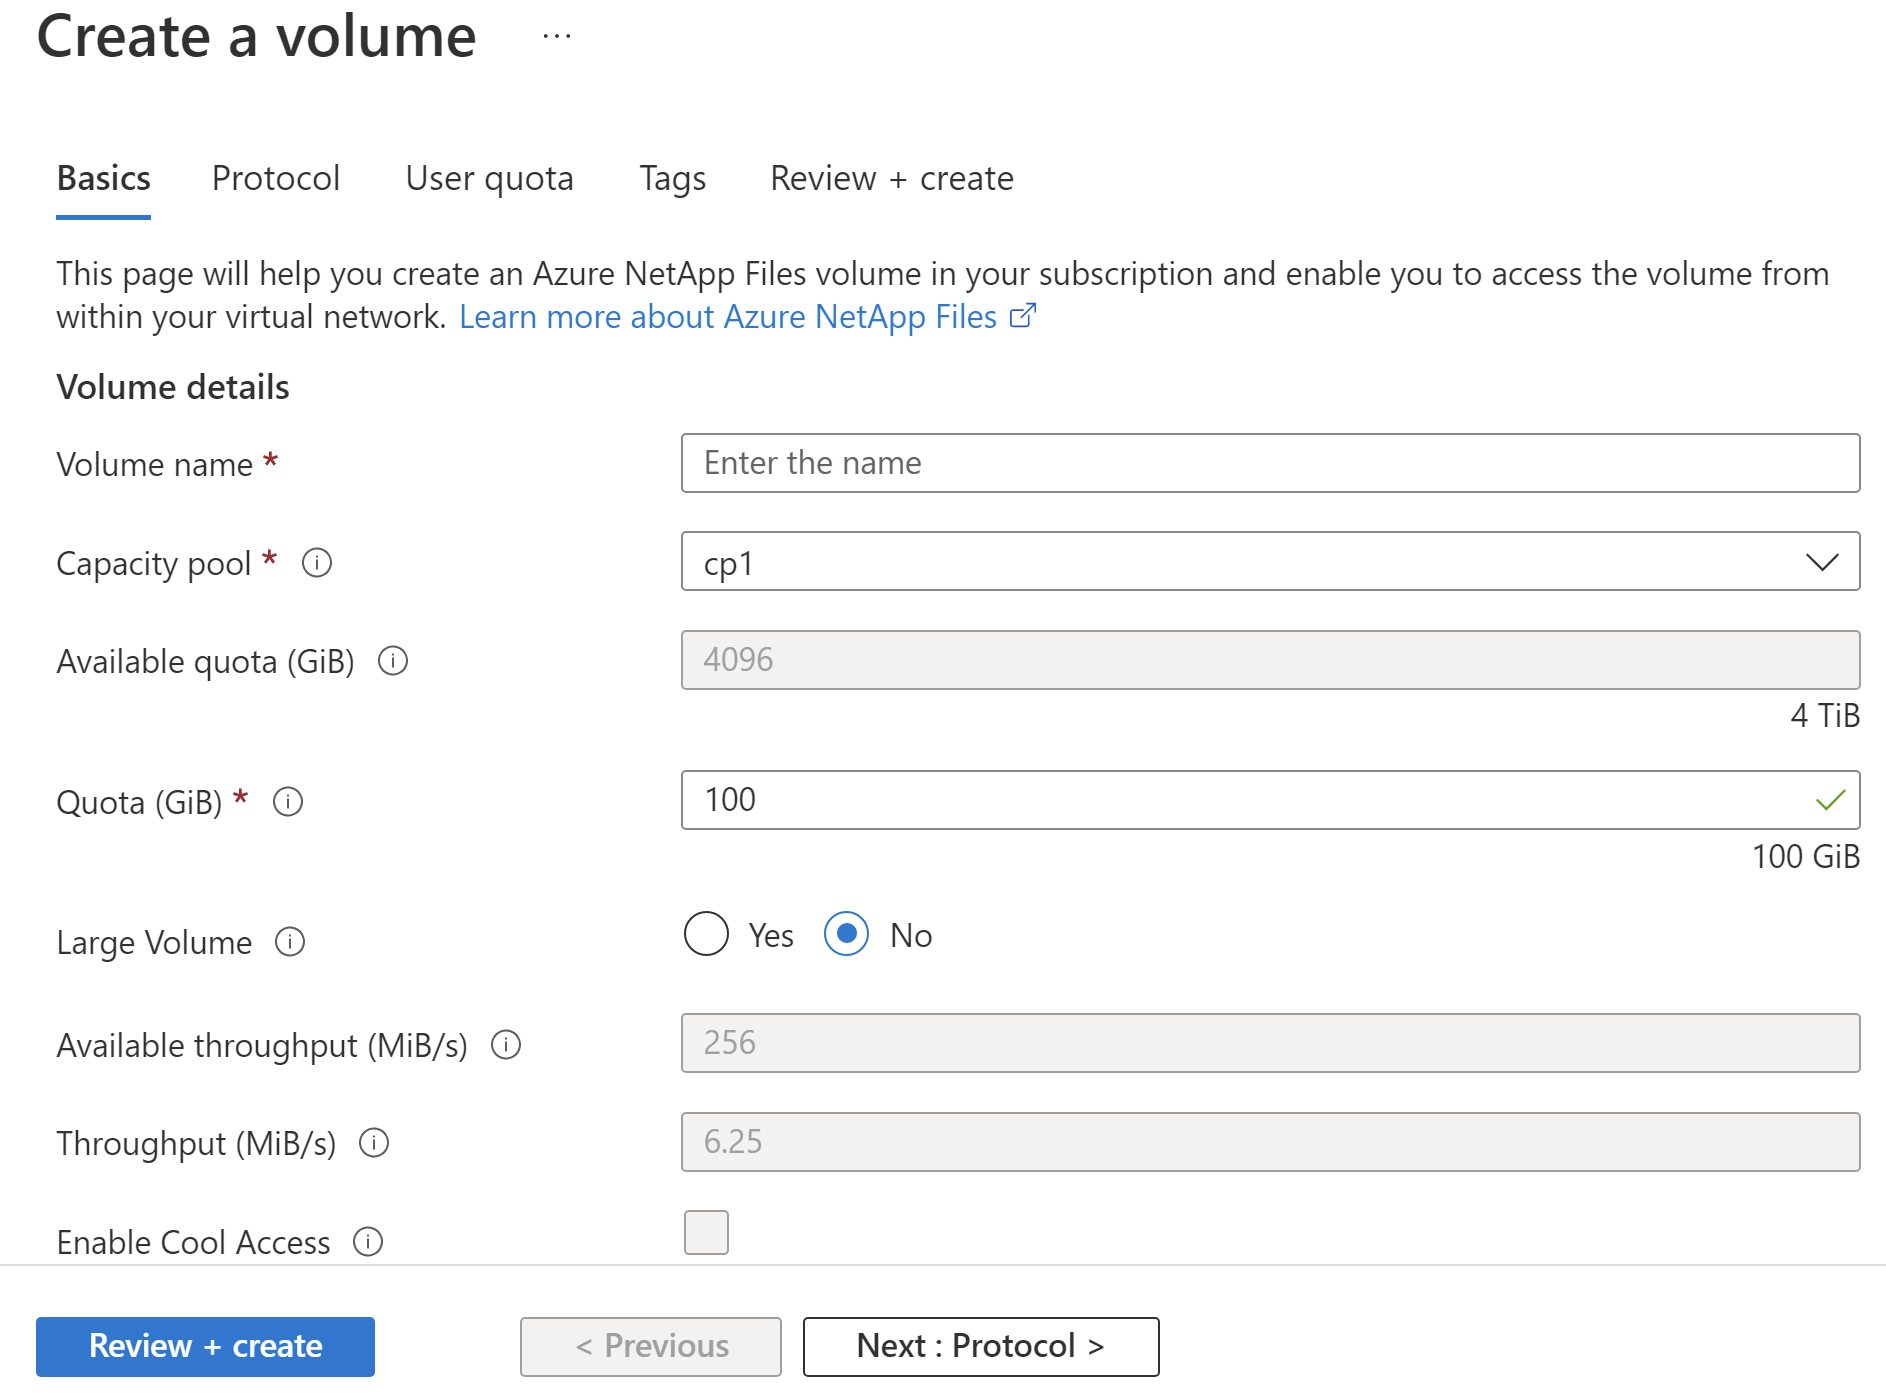 Create a volume ...
Basics Protocol User quota Tags Review + create
This page will help you create an Azure NetApp Files volume in your subscription and enable you to access the volume from
within your virtual network. Learn more about Azure NetApp Files
Volume details
Volume name * Enter the name
Capacity pool * cp1
Available quota (GiB) 4096
4 TiB
Quota (GiB) * 100
100 GiB
Large Volume Yes No
Available throughput (MiB/s) 256
Throughput (MiB/s) 6.25
Enable Cool Access
Review + create < Previous Next : Protocol >